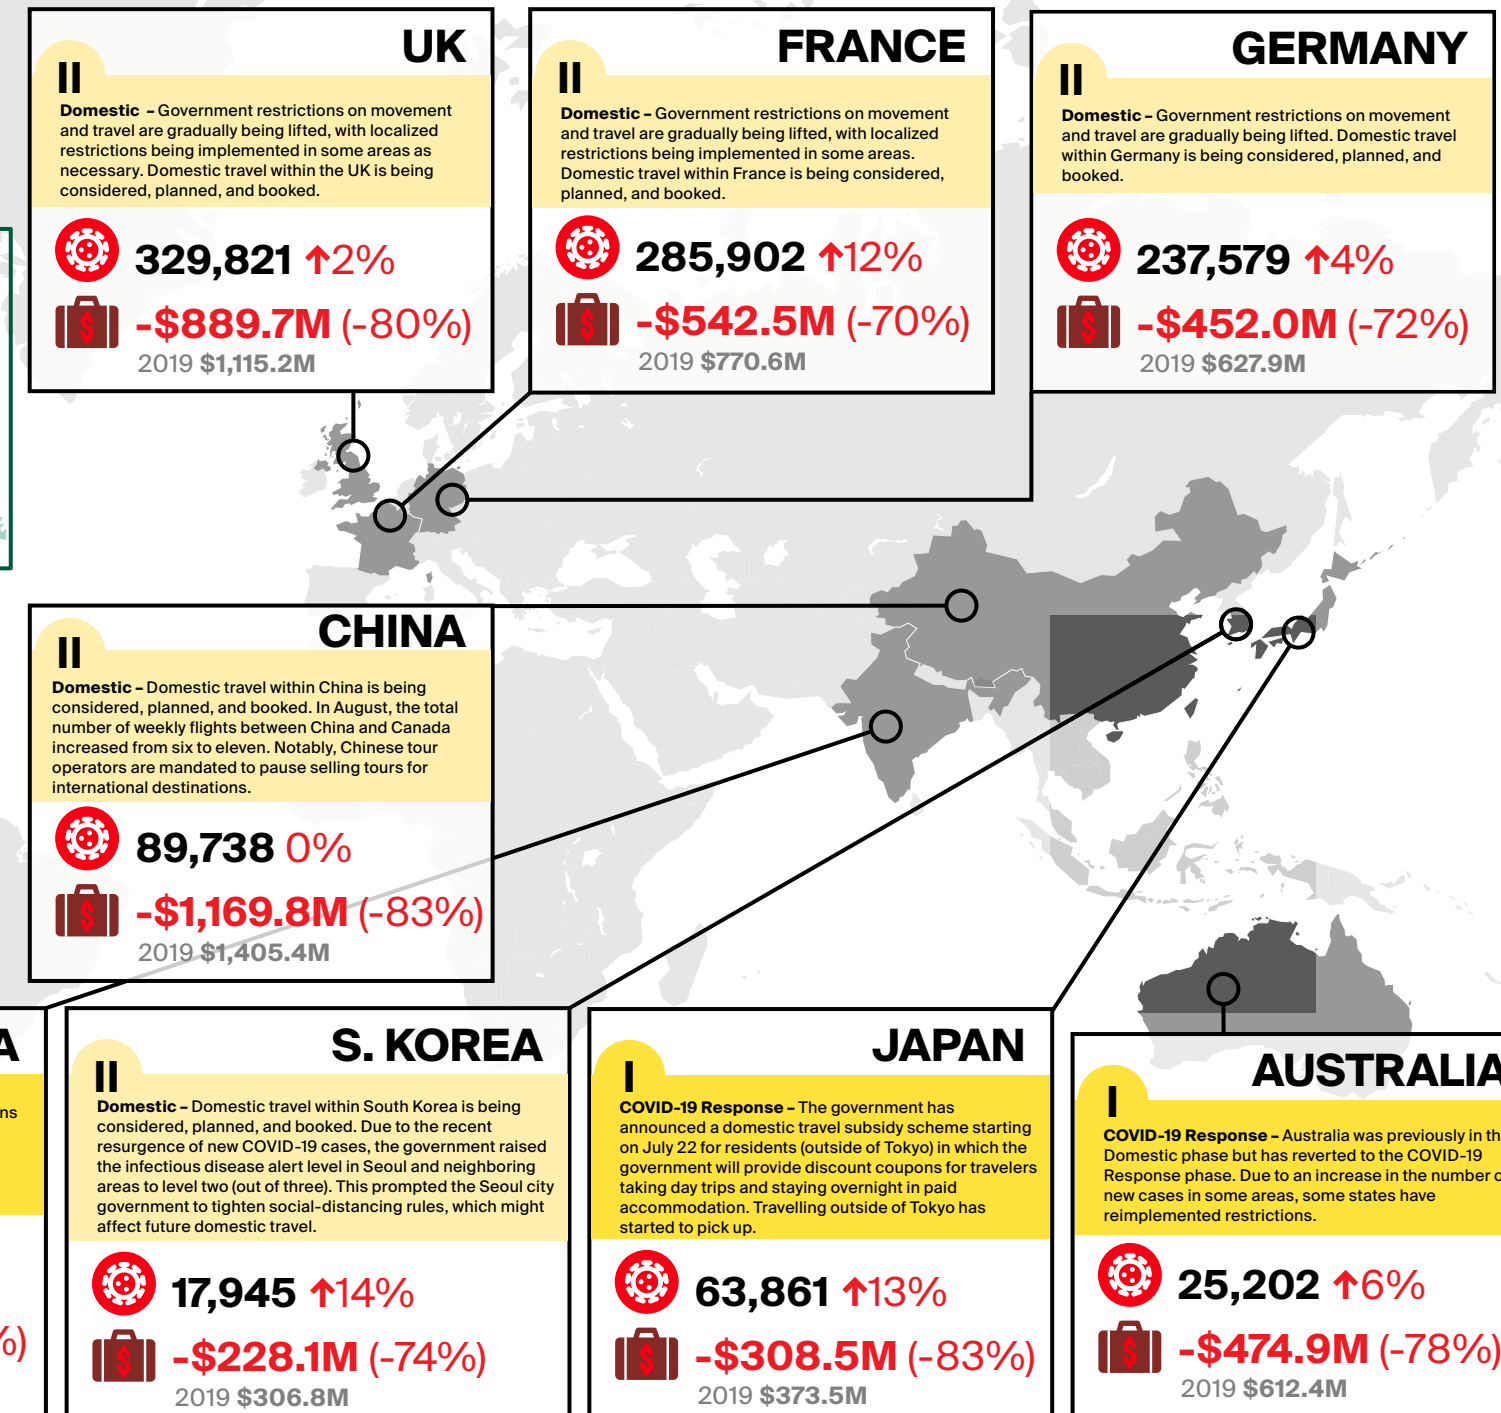 UK
II
Domestic – Government restrictions on movement
and travel are gradually being lifted, with localized
restrictions being implemented in some areas as
necessary. Domestic travel within the UK is being
considered, planned, and booked.
329,821 ↑2%
-$889.7M (-80%)
2019 $1,115.2M
FRANCE
II
Domestic – Government restrictions on movement
and travel are gradually being lifted, with localized
restrictions being implemented in some areas.
Domestic travel within France is being considered,
planned, and booked.
285,902 ↑12%
-$542.5M (-70%)
2019 $770.6M
GERMANY
II
Domestic – Government restrictions on movement
and travel are gradually being lifted. Domestic travel
within Germany is being considered, planned, and
booked.
237,579 ↑4%
-$452.0M (-72%)
2019 $627.9M
CHINA
II
Domestic – Domestic travel within China is being
considered, planned, and booked. In August, the total
number of weekly flights between China and Canada
increased from six to eleven. Notably, Chinese tour
operators are mandated to pause selling tours for
international destinations.
89,738 0%
-$1,169.8M (-83%)
2019 $1,405.4M
A
ns
%)
S. KOREA
II
Domestic – Domestic travel within South Korea is being
considered, planned, and booked. Due to the recent
resurgence of new COVID-19 cases, the government raised
the infectious disease alert level in Seoul and neighboring
areas to level two (out of three). This prompted the Seoul city
government to tighten social-distancing rules, which might
affect future domestic travel.
17,945 ↑14%
-$228.1M (-74%)
2019 $306.8M
JAPAN
I
COVID-19 Response – The government has
announced a domestic travel subsidy scheme starting
on July 22 for residents (outside of Tokyo) in which the
government will provide discount coupons for travelers
taking day trips and staying overnight in paid
accommodation. Travelling outside of Tokyo has
started to pick up.
63,861 ↑13%
-$308.5M (-83%)
2019 $373.5M
AUSTRALIA
I
COVID-19 Response – Australia was previously in th
Domestic phase but has reverted to the COVID-19
Response phase. Due to an increase in the number o
new cases in some areas, some states have
reimplemented restrictions.
25,202 ↑6%
-$474.9M (-78%)
2019 $612.4M